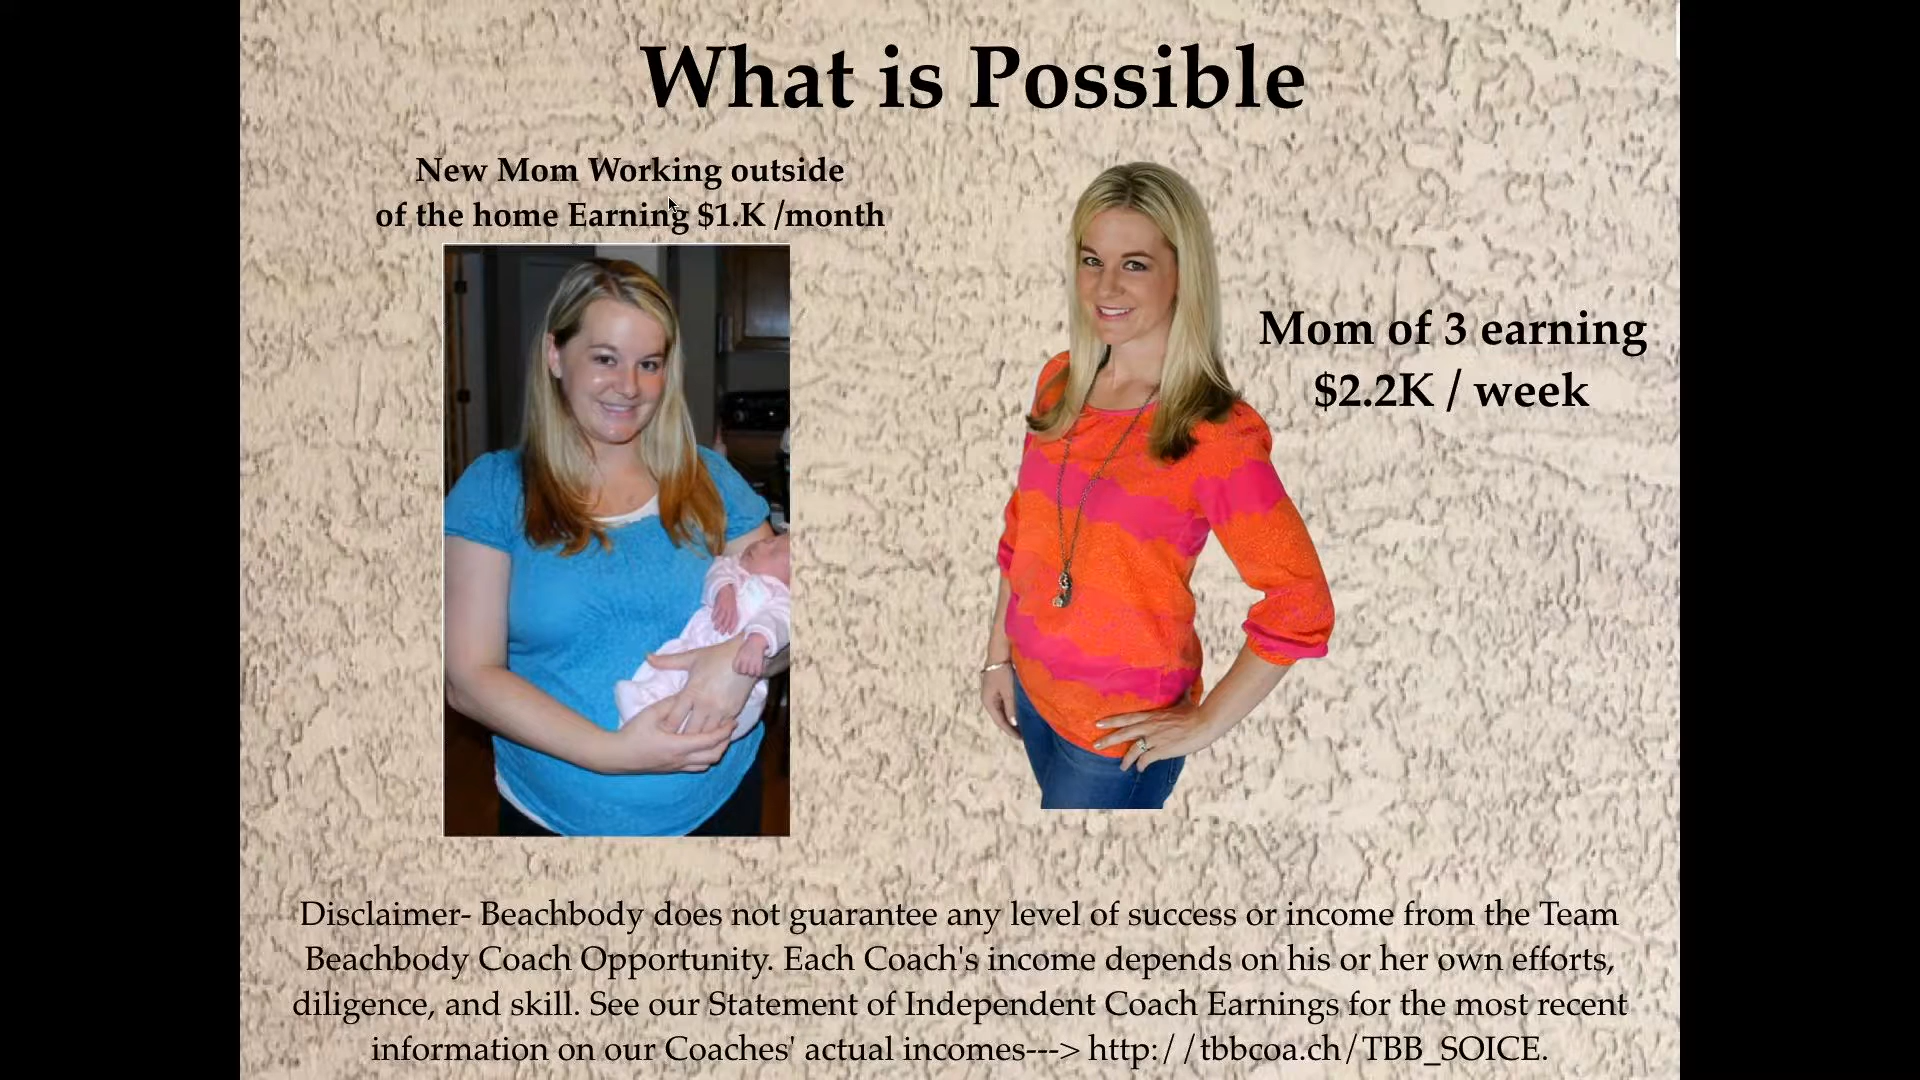 What is Possible
New Mom Working outside
of the home Earning $1.K /month
Mom of 3 earning
$2.2K / week
Disclaimer- Beachbody does not guarantee any level of success or income from the Team
Beachbody Coach Opportunity. Each Coach's income depends on his or her own efforts,
diligence, and skill. See our Statement of Independent Coach Earnings for the most recent
information on our Coaches' actual incomes---> http://tbbcoa.ch/TBB_SOICE.